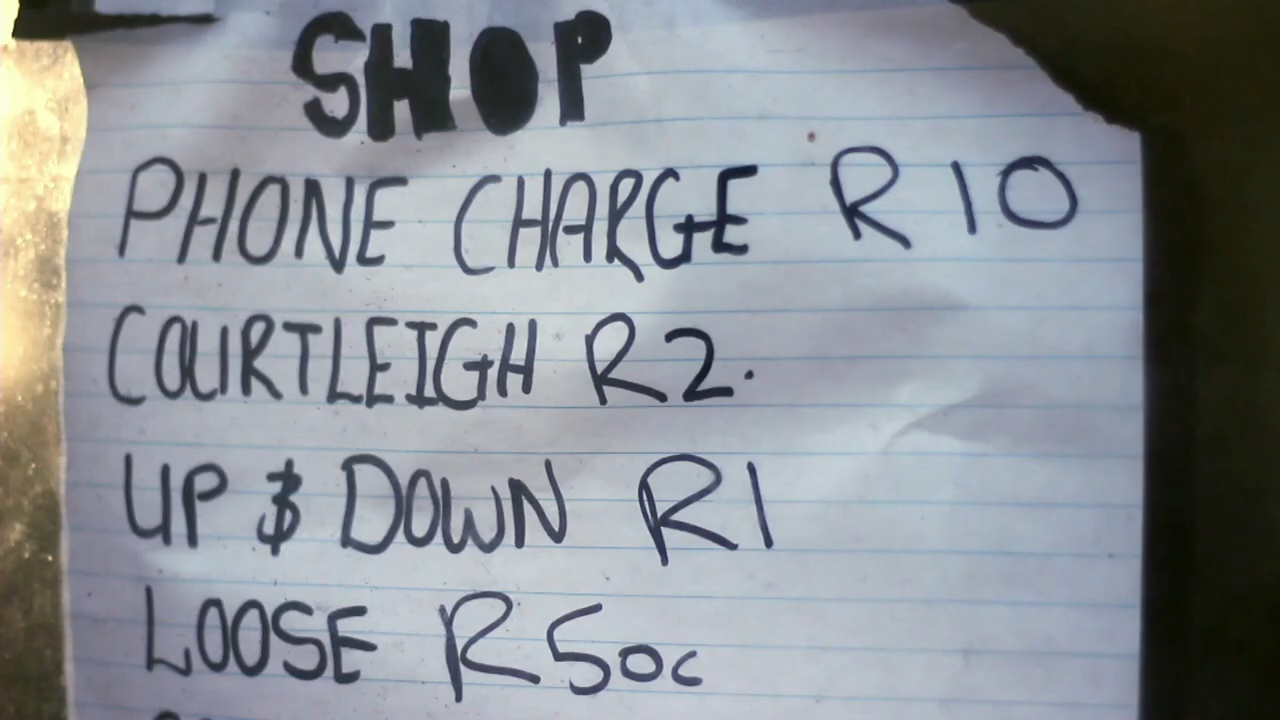 SHOP
PHONE CHARGE R10
COURTLEIGH R2.
UP $ DOWN R1
LOOSE R50c